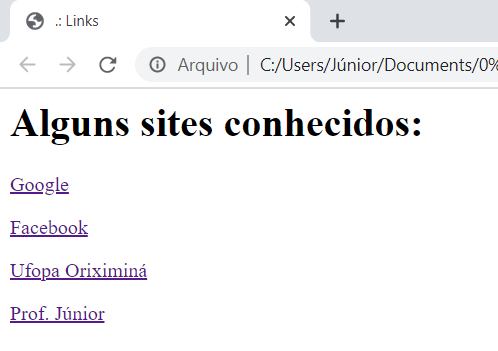 .: Links
Arquivo | C:/Users/Júnior/Documents/0%
Alguns sites conhecidos:
Google
Facebook
Ufopa Oriximiná
Prof. Júnior